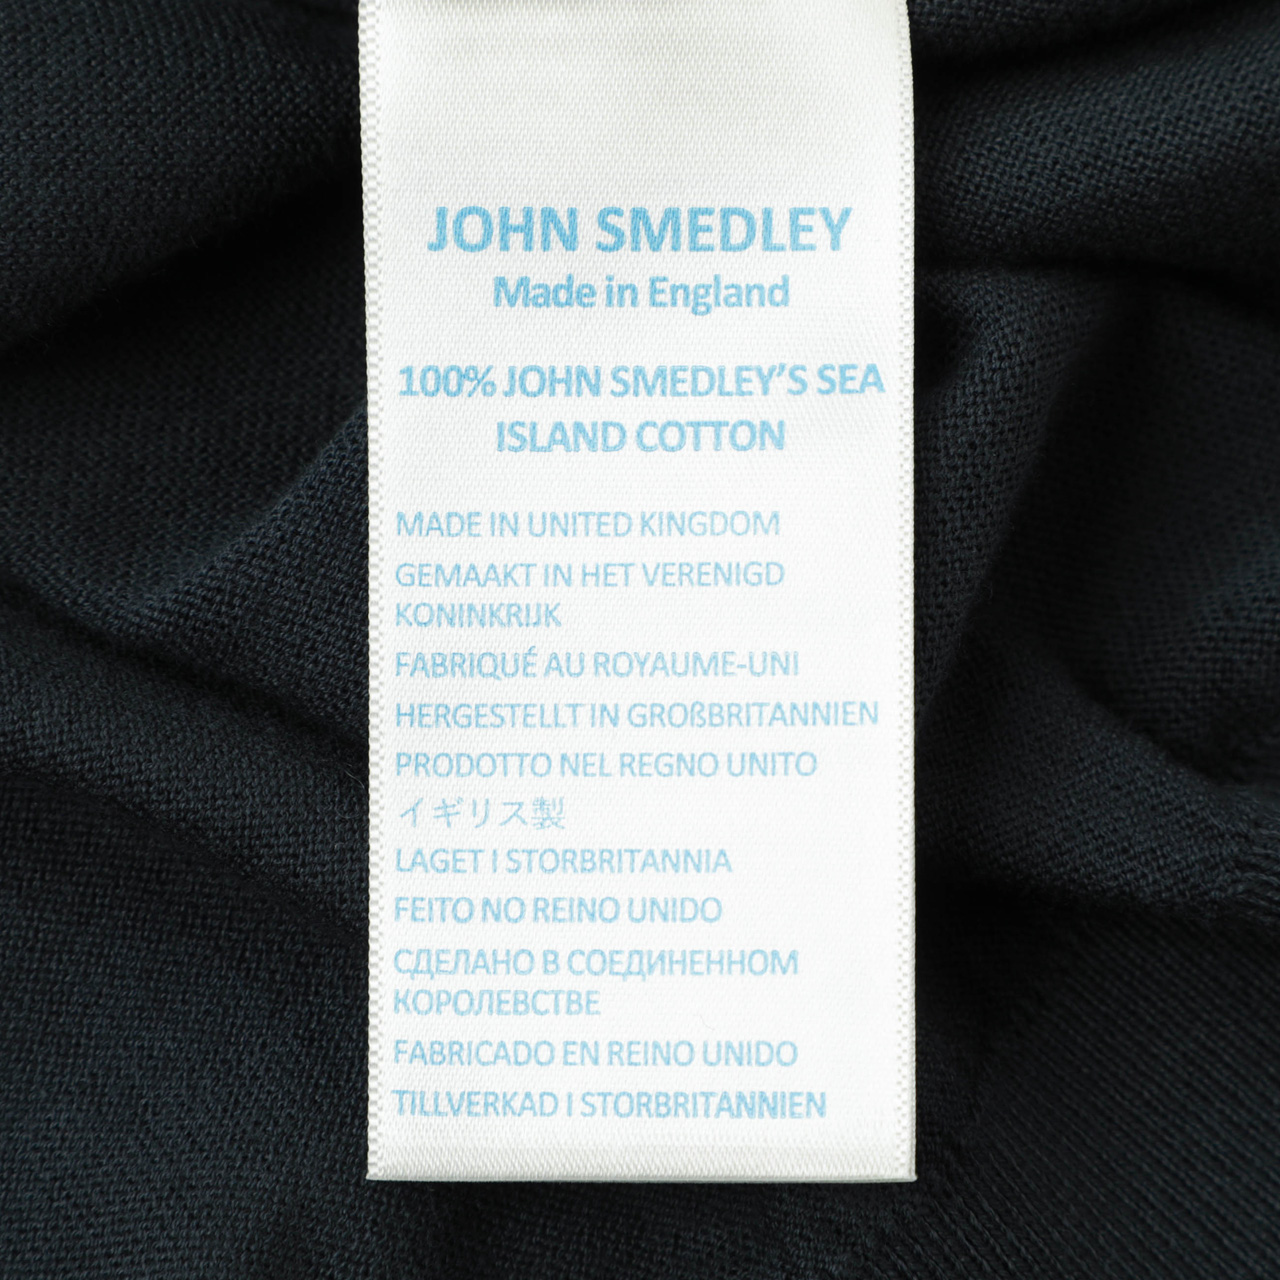 JOHN SMEDLEY
Made in England
100% JOHN SMEDLEY'S SEA
ISLAND COTTON
MADE IN UNITED KINGDOM
GEMAAKT IN HET VERENIGD
KONINKRIJK
FABRIQUÉ AU ROYAUME-UNI
HERGESTELLT IN GROßBRITANNIEN
PRODOTTO NEL REGNO UNITO
イギリス製
LAGET I STORBRITANNIA
FEITO NO REINO UNIDO
СДЕЛАНО В СОЕДИНЕННОМ
КОРОЛЕВСТВЕ
FABRICADO EN REINO UNIDO
TILLVERKAD I STORBRITANNIEN